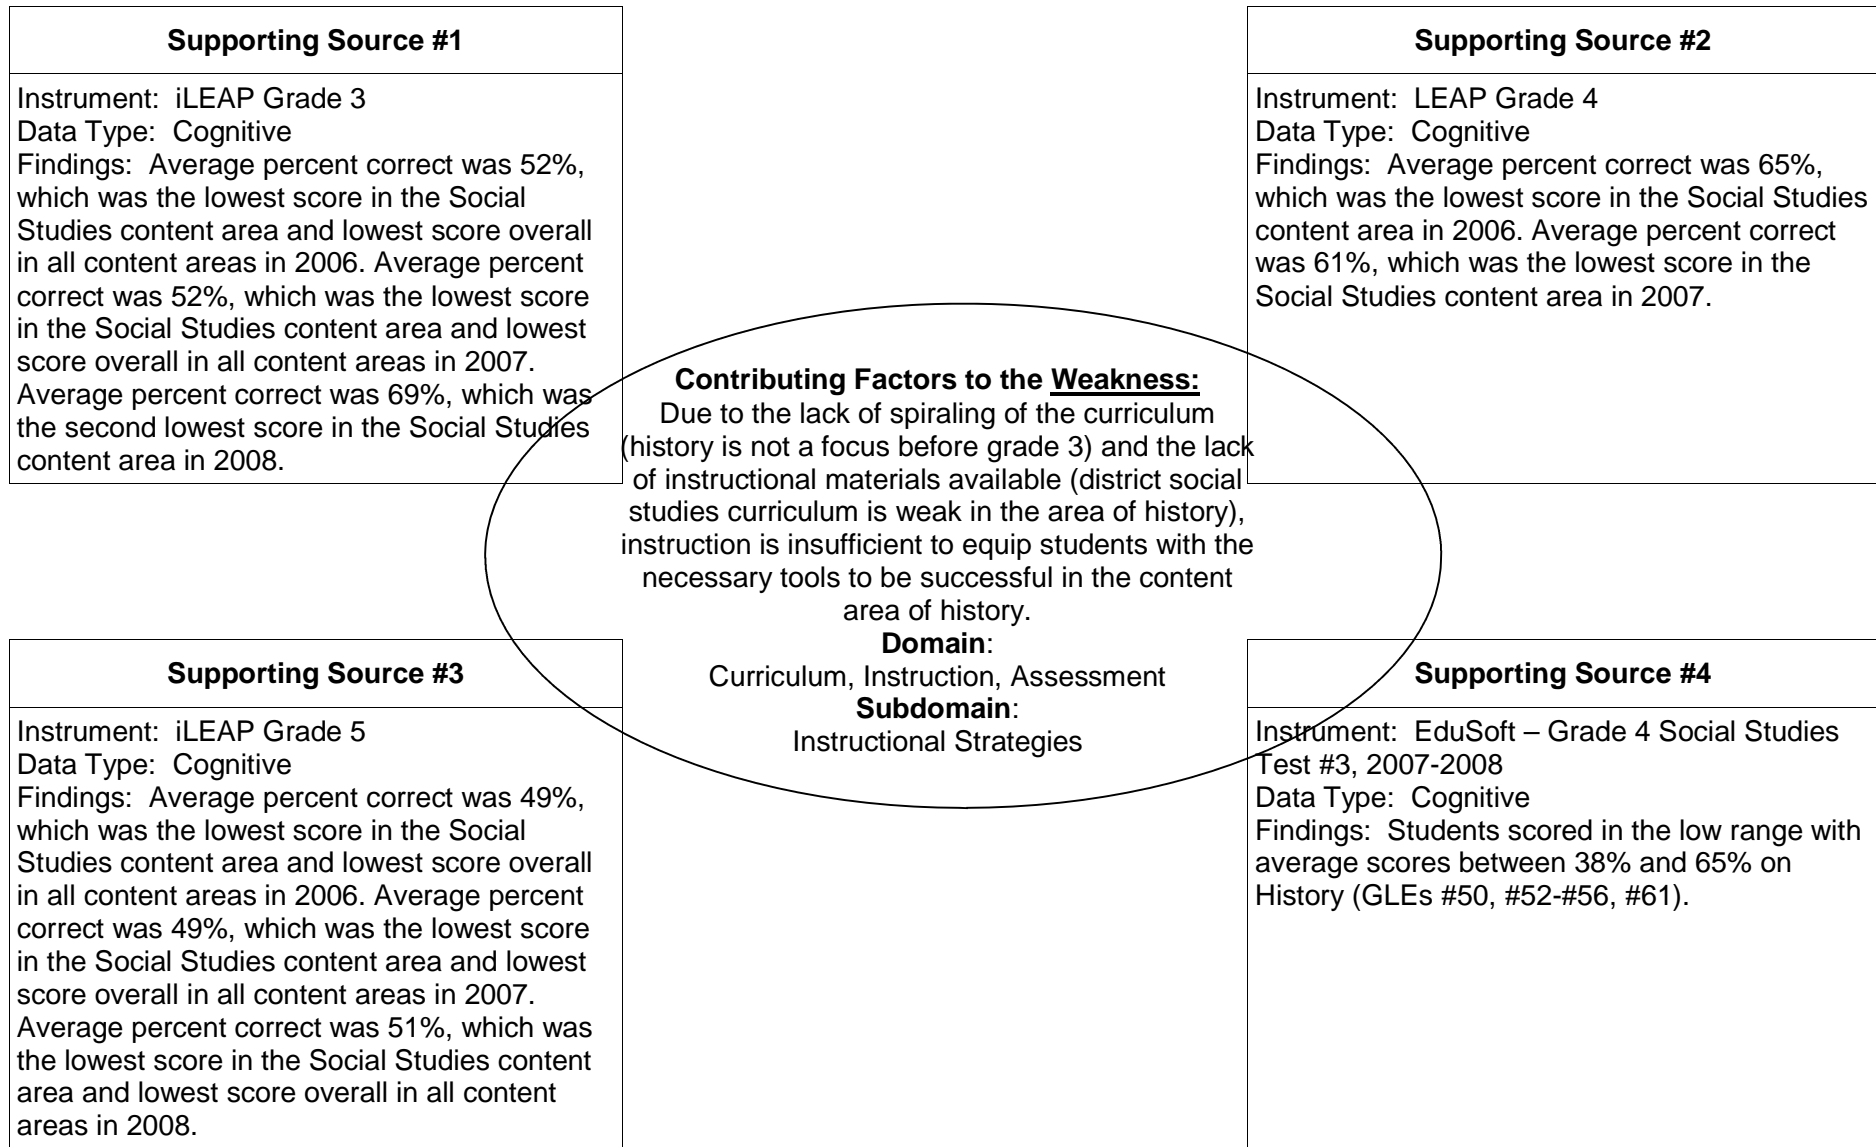 Supporting Source #1
Instrument:  iLEAP Grade 3
Data Type:  Cognitive
Findings:  Average percent correct was 52%,
which was the lowest score in the Social
Studies content area and lowest score overall
in all content areas in 2006. Average percent
correct was 52%, which was the lowest score
in the Social Studies content area and lowest
score overall in all content areas in 2007.
Average percent correct was 69%, which was
the second lowest score in the Social Studies
content area in 2008.
Supporting Source #2
Instrument:  LEAP Grade 4
Data Type:  Cognitive
Findings:  Average percent correct was 65%,
which was the lowest score in the Social Studies
content area in 2006. Average percent correct
was 61%, which was the lowest score in the
Social Studies content area in 2007.
Contributing Factors to the Weakness:
Due to the lack of spiraling of the curriculum
(history is not a focus before grade 3) and the lack
of instructional materials available (district social
studies curriculum is weak in the area of history),
instruction is insufficient to equip students with the
necessary tools to be successful in the content
area of history.
Domain:
Curriculum, Instruction, Assessment
Subdomain:
Instructional Strategies
Supporting Source #3
Instrument:  iLEAP Grade 5
Data Type:  Cognitive
Findings:  Average percent correct was 49%,
which was the lowest score in the Social
Studies content area and lowest score overall
in all content areas in 2006. Average percent
correct was 49%, which was the lowest score
in the Social Studies content area and lowest
score overall in all content areas in 2007.
Average percent correct was 51%, which was
the lowest score in the Social Studies content
area and lowest score overall in all content
areas in 2008.
Supporting Source #4
Instrument:  EduSoft – Grade 4 Social Studies
Test #3, 2007-2008
Data Type:  Cognitive
Findings:  Students scored in the low range with
average scores between 38% and 65% on
History (GLEs #50, #52-#56, #61).